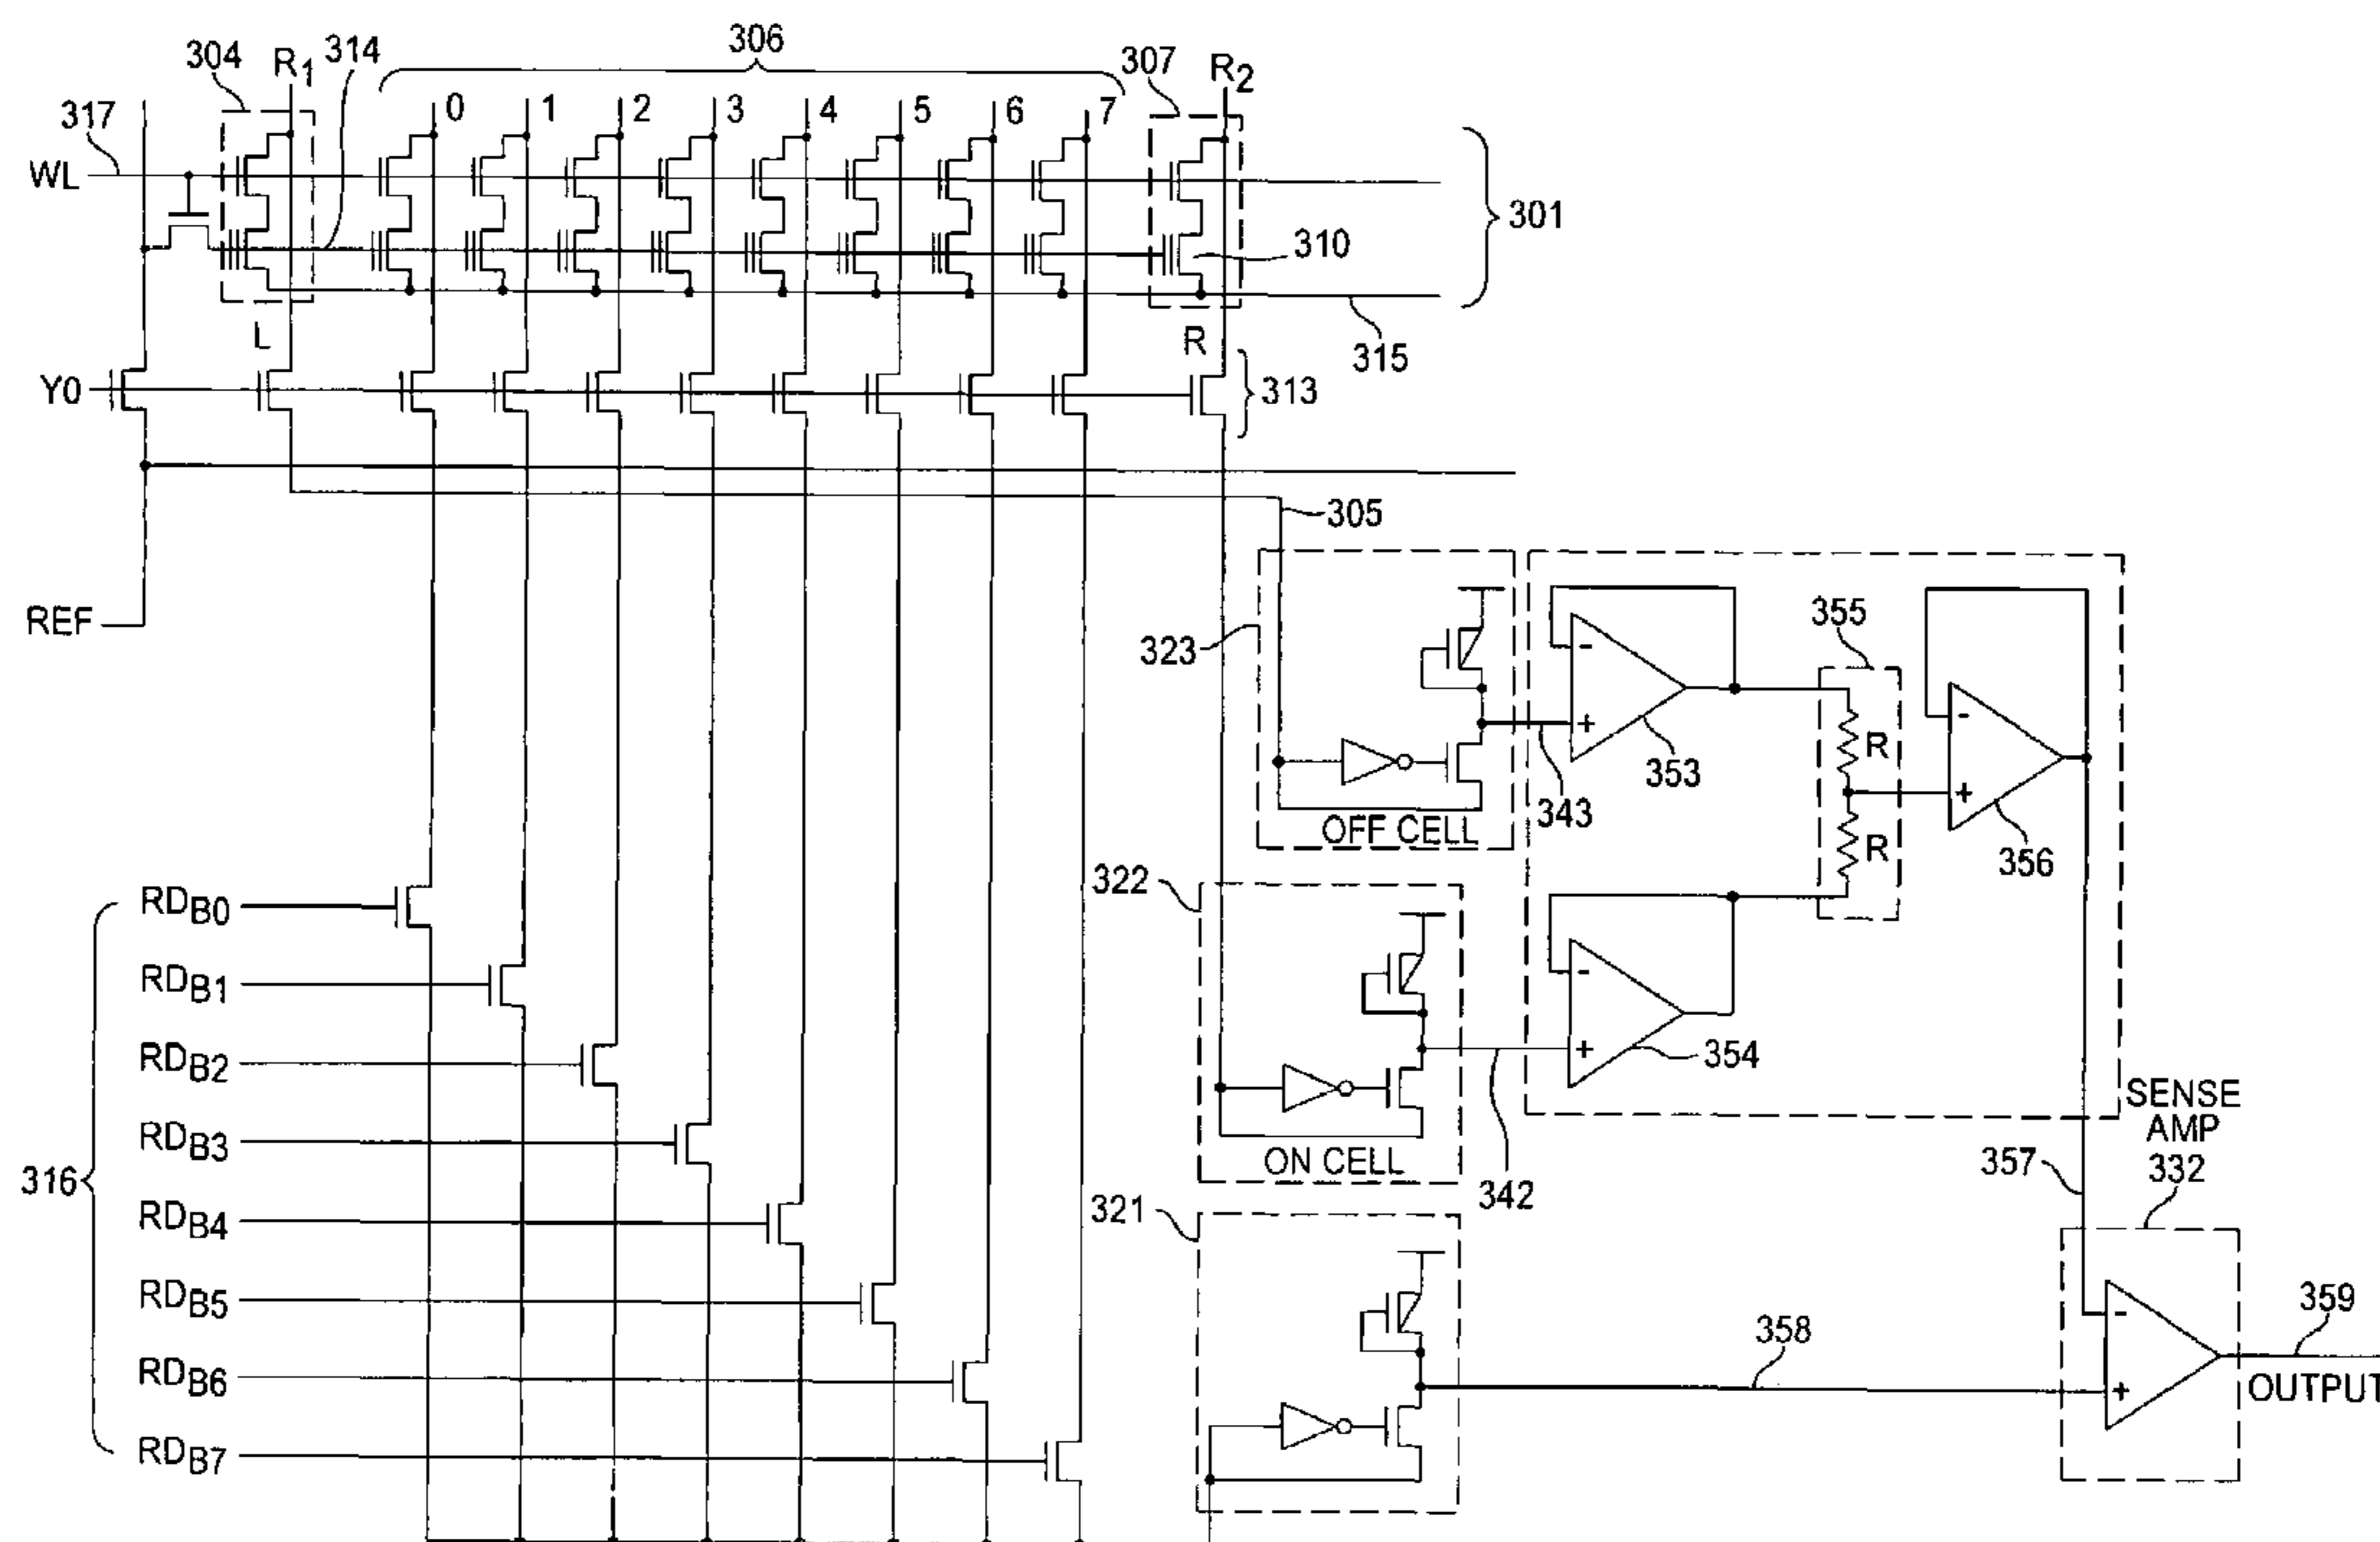 304 R1 314 306 307 R2
317 0 1 2 3 4 5 6 7
WL
301
310
L R 315
Y0 313
305
REF
323 355
R
353
343
OFF CELL
R
356
322
RDB0
RDB1
354
RDB2
SENSE
AMP
332
RDB3
ON CELL
342
357
316
RDB4
321
RDB5
358
359
RDB6
OUTPUT
RDB7
- + - + - + - +